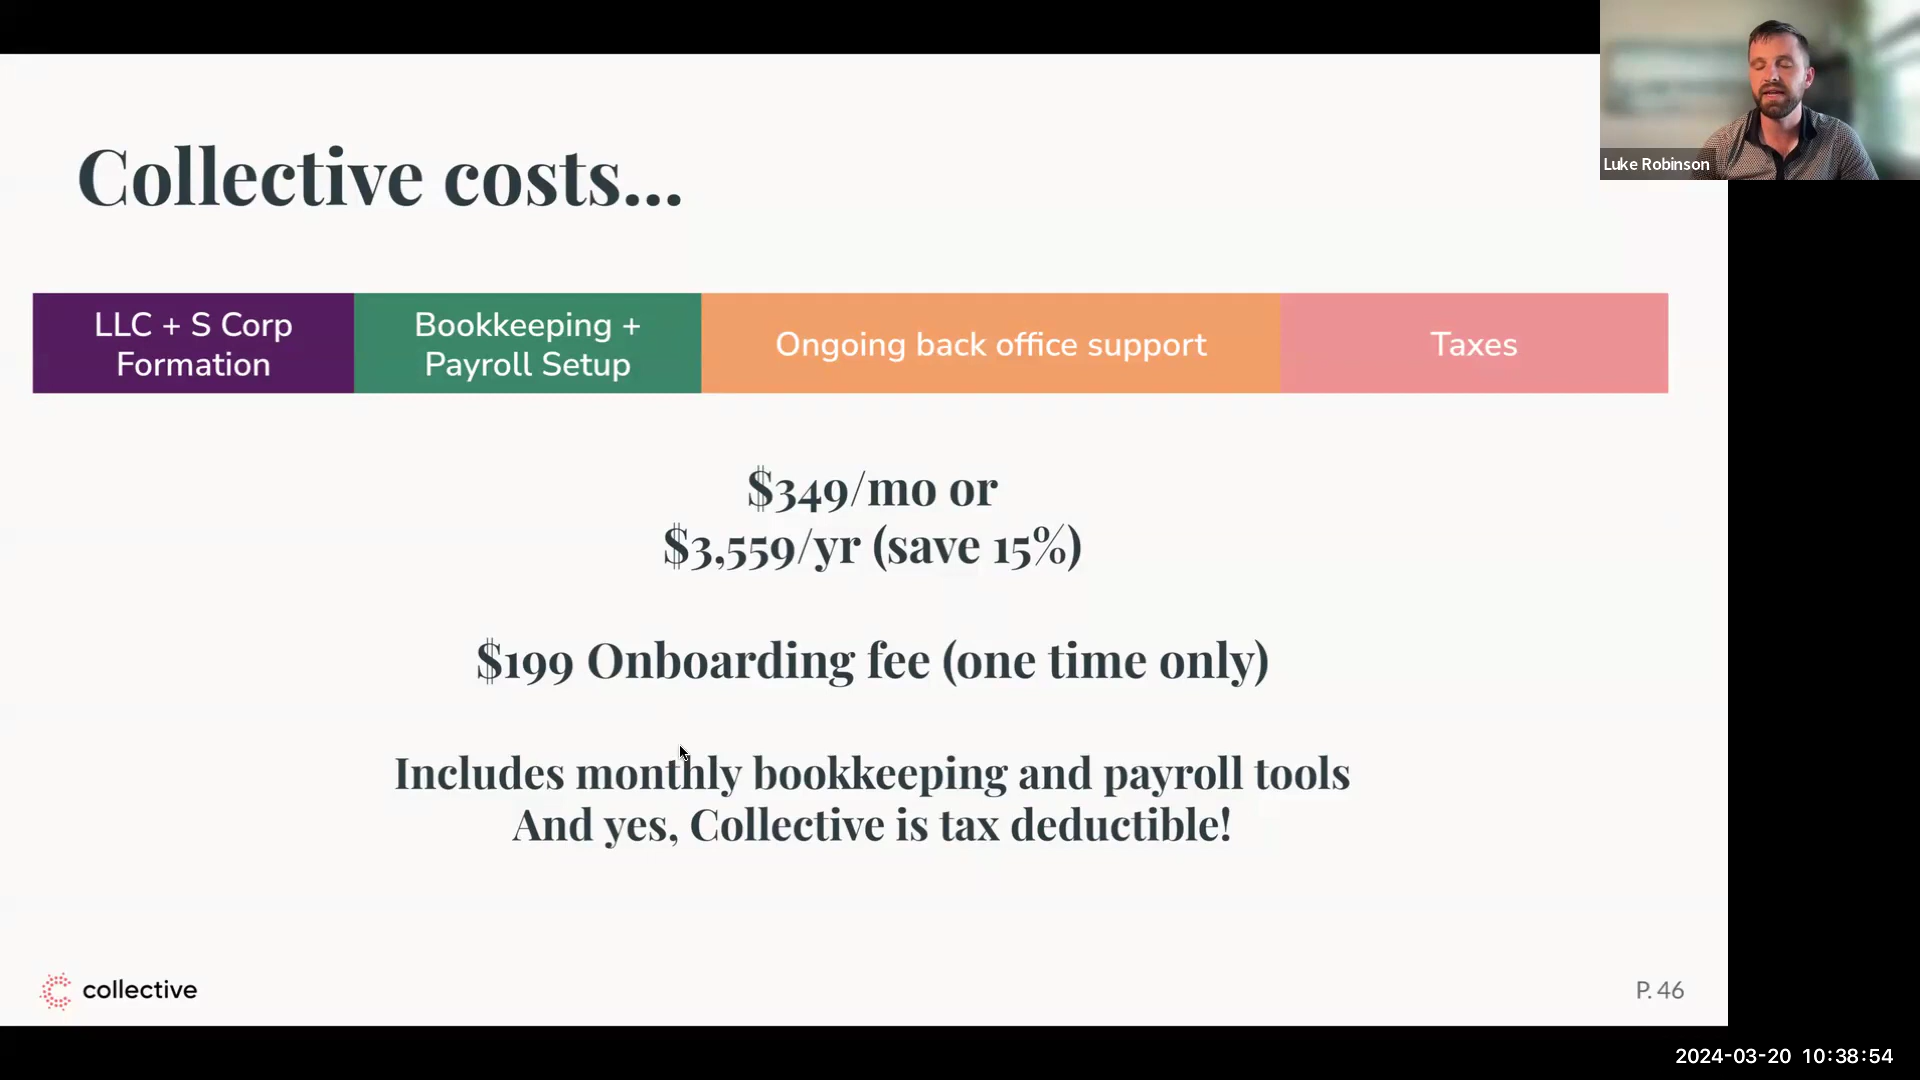 Luke Robinson
Collective costs...
LLC + S Corp
Formation
Bookkeeping +
Payroll Setup
Ongoing back office support
Taxes
$349/mo or
$3,559/yr (save 15%)
$199 Onboarding fee (one time only)
Includes monthly bookkeeping and payroll tools
And yes, Collective is tax deductible!
collective
P. 46
2024-03-20 10:38:54